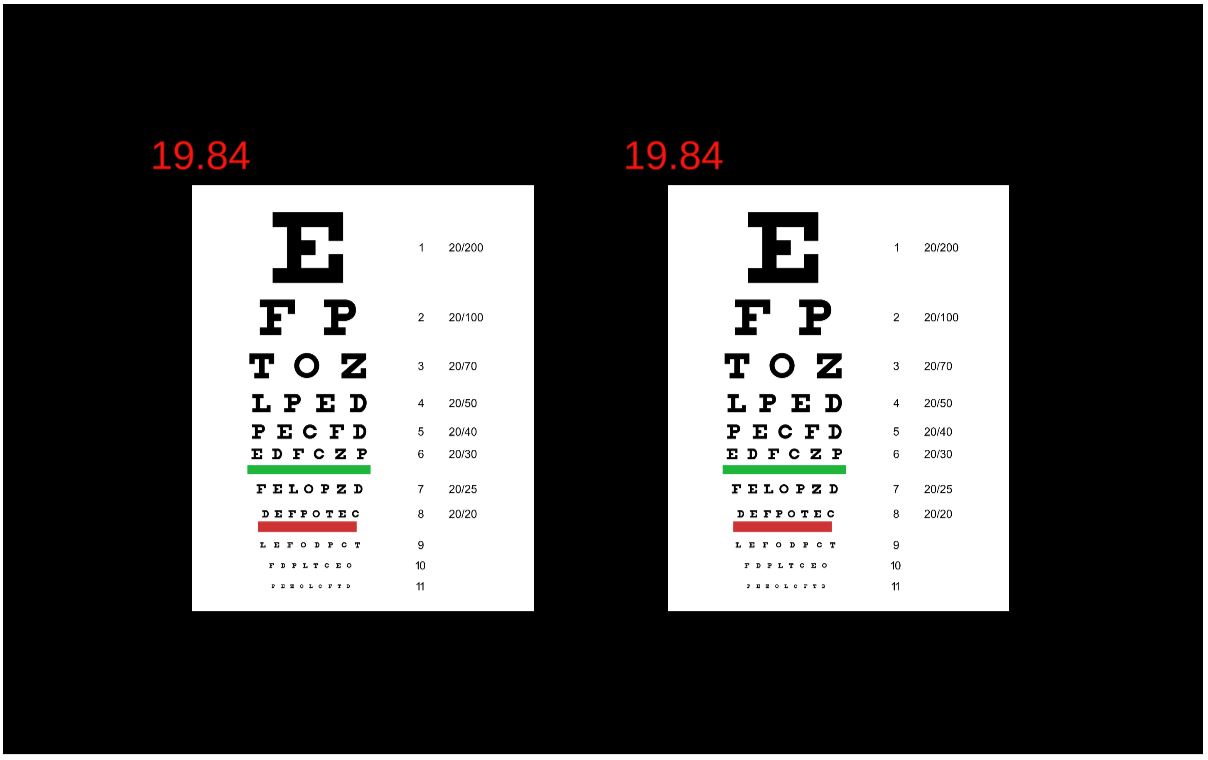 19.84 19.84
E 1 20/200 E 1 20/200
F P 2 20/100 F P 2 20/100
T O Z 3 20/70 T O Z 3 20/70
L P E D 4 20/50 L P E D 4 20/50
P E C F D 5 20/40 P E C F D 5 20/40
E D F C Z P 6 20/30 E D F C Z P 6 20/30
F E L O P Z D 7 20/25 F E L O P Z D 7 20/25
D E F P O T E C 8 20/20 D E F P O T E C 8 20/20
L E F O D P C T 9 L E F O D P C T 9
F D P L T C E O 10 F D P L T C E O 10
P E Z O L C F T D 11 P E Z O L C F T D 11